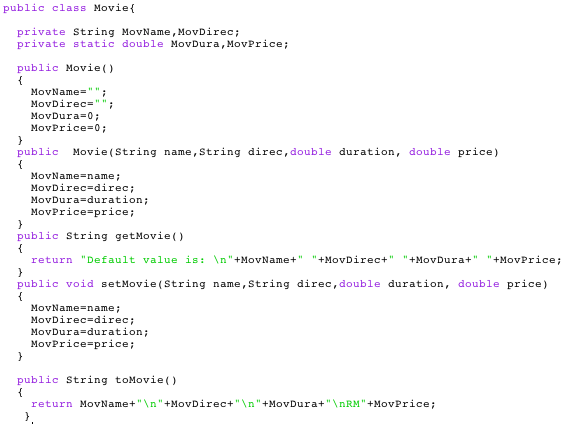 public class Movie{
private String MovName,MovDirec;
private static double MovDura,MovPrice;
public Movie()
{
MovName="";
MovDirec="";
MovDura=0;
MovPrice=0;
}
public  Movie(String name,String direc,double duration, double price)
{
MovName=name;
MovDirec=direc;
MovDura=duration;
MovPrice=price;
}
public String getMovie()
{
return "Default value is: \n"+MovName+" "+MovDirec+" "+MovDura+" "+MovPrice;
}
public void setMovie(String name,String direc,double duration, double price)
{
MovName=name;
MovDirec=direc;
MovDura=duration;
MovPrice=price;
}
public String toMovie()
{
return MovName+"\n"+MovDirec+"\n"+MovDura+"\nRM"+MovPrice;
}